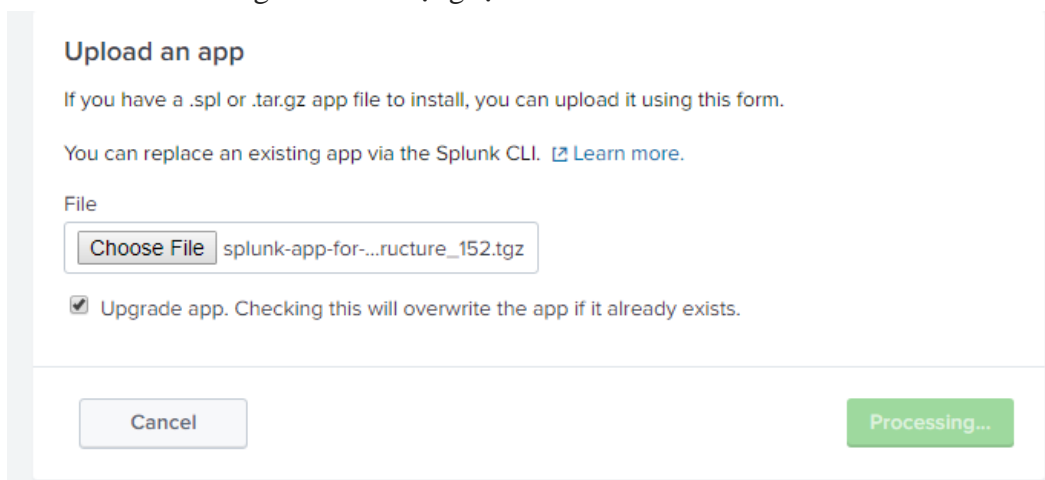 Upload an app
If you have a .spl or .tar.gz app file to install, you can upload it using this form.
You can replace an existing app via the Splunk CLI. Learn more.
File
Choose File splunk-app-for-...ructure_152.tgz
Upgrade app. Checking this will overwrite the app if it already exists.
Cancel
Processing...